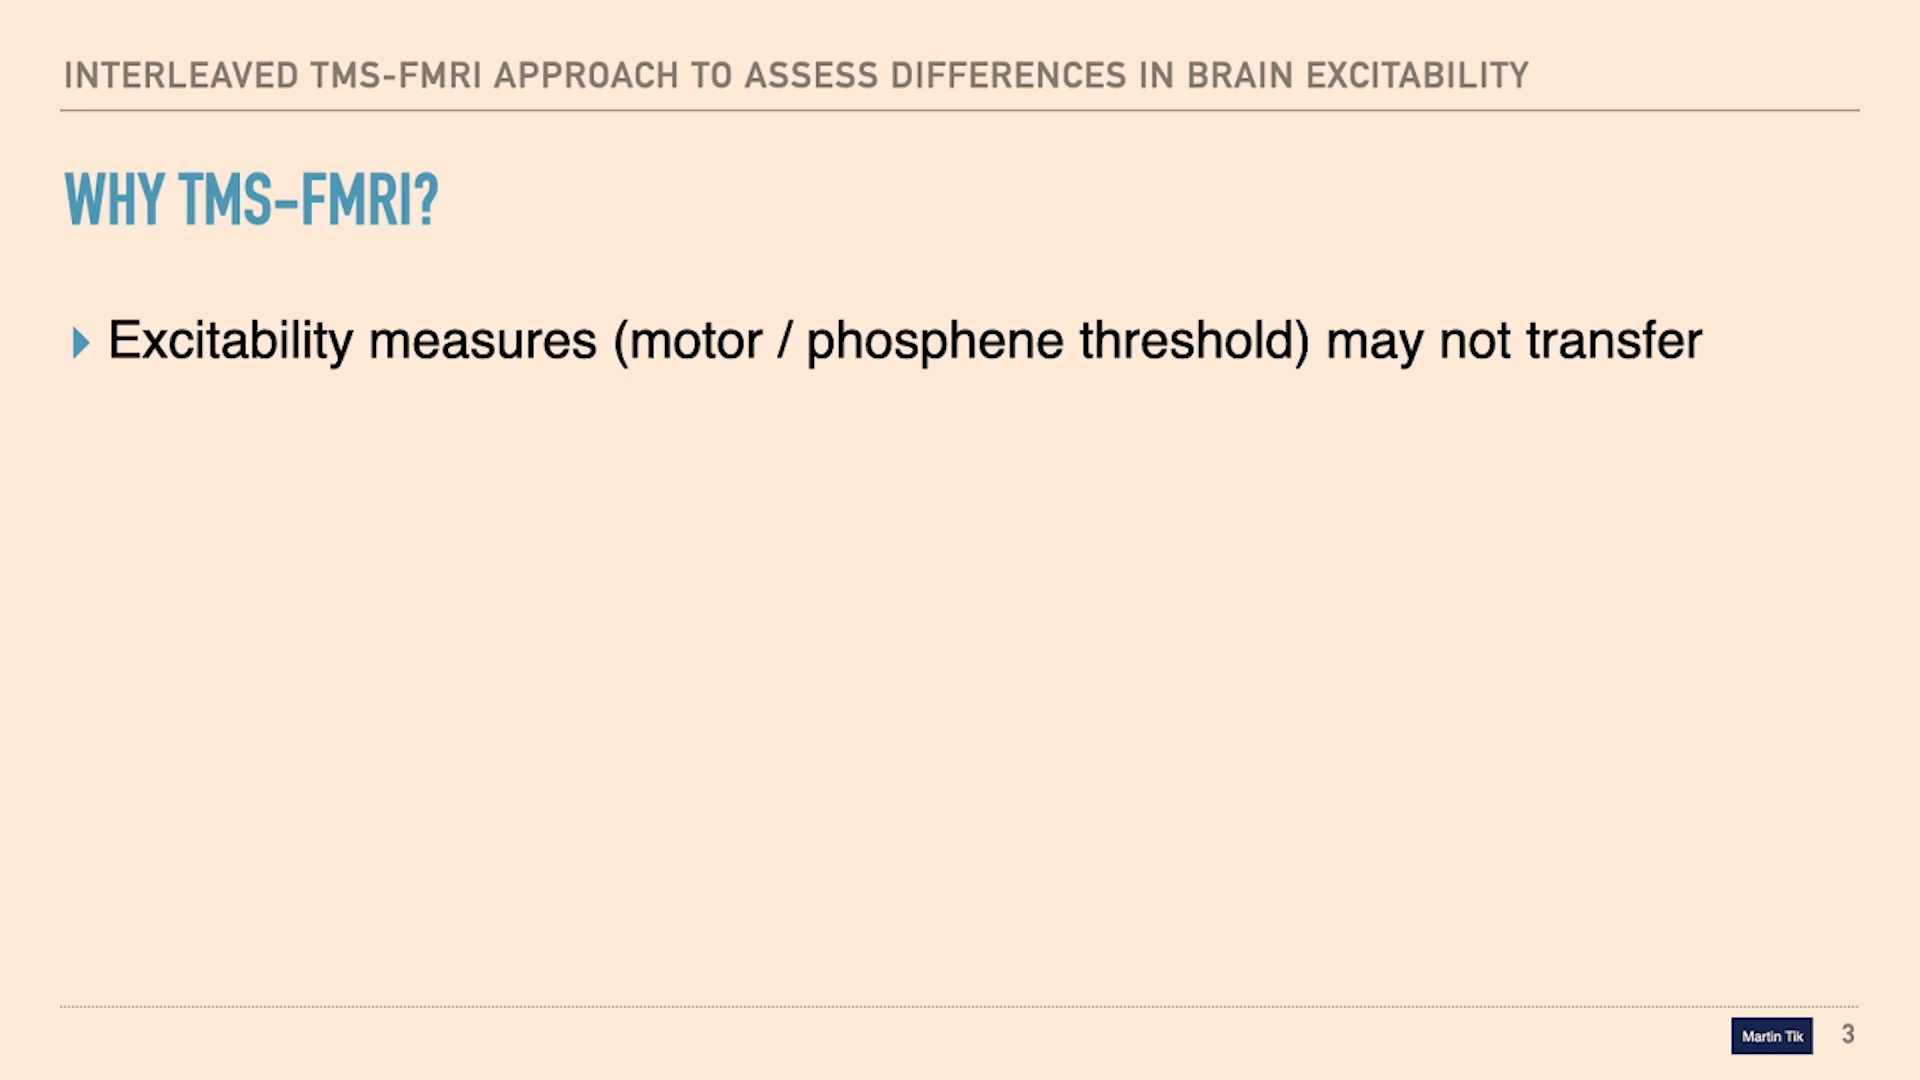 INTERLEAVED TMS-FMRI APPROACH TO ASSESS DIFFERENCES IN BRAIN EXCITABILITY
WHY TMS-FMRI?
Excitability measures (motor / phosphene threshold) may not transfer
Martin Tik
3